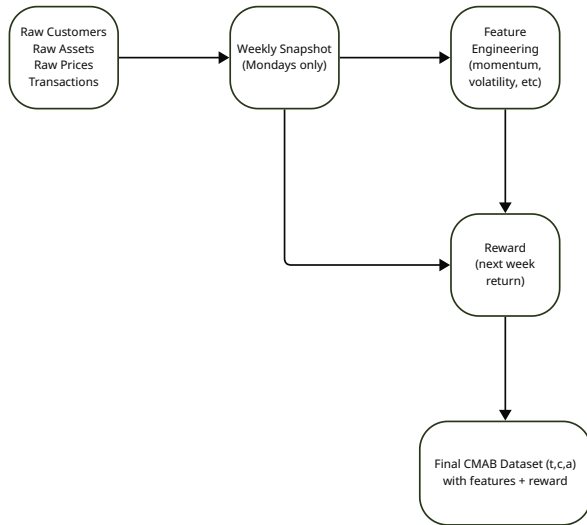 Raw Customers
Raw Assets
Raw Prices
Transactions
Weekly Snapshot
(Mondays only)
Feature
Engineering
(momentum,
volatility, etc)
Reward
(next week
return)
Final CMAB Dataset (t,c,a)
with features + reward